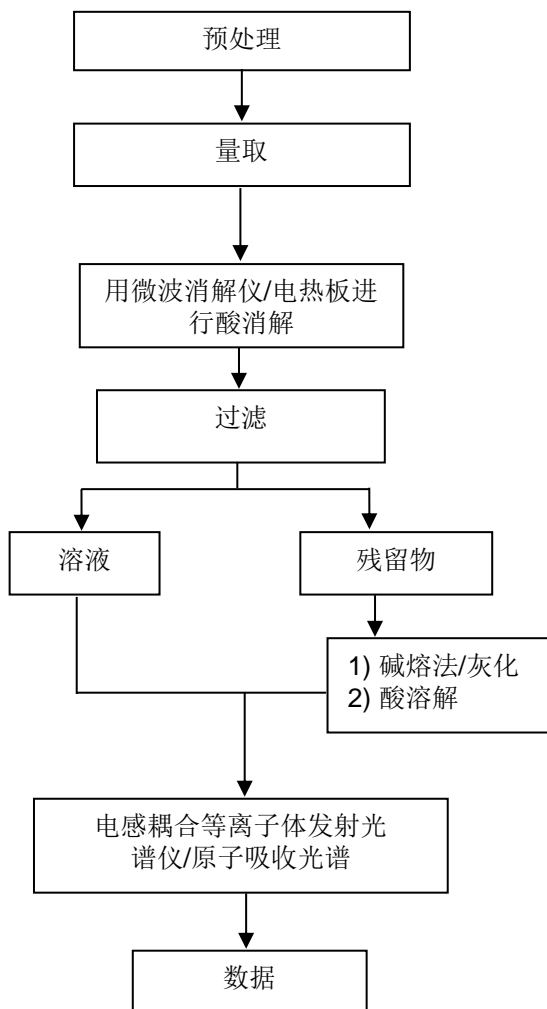 预处理
量取
用微波消解仪/电热板进
行酸消解
过滤
溶液
残留物
1) 碱熔法/灰化
2) 酸溶解
电感耦合等离子体发射光
谱仪/原子吸收光谱
数据